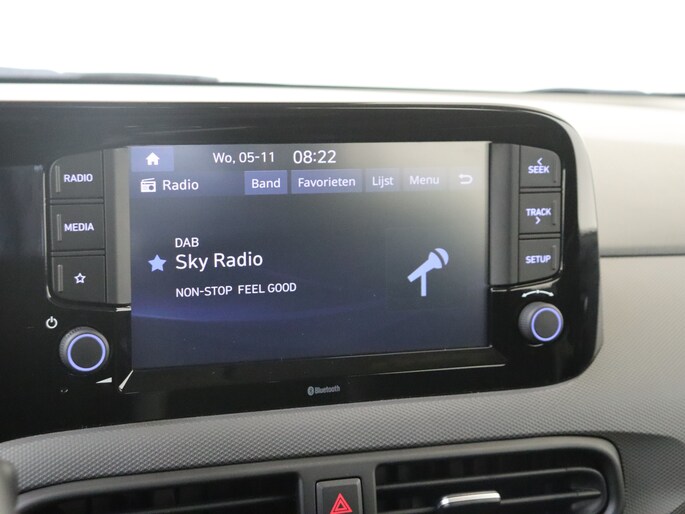 Wo, 05-11 08:22
RADIO
Radio Band Favorieten Lijst Menu
SEEK
MEDIA
TRACK
DAB
Sky Radio
SETUP
NON-STOP FEEL GOOD
Bluetooth